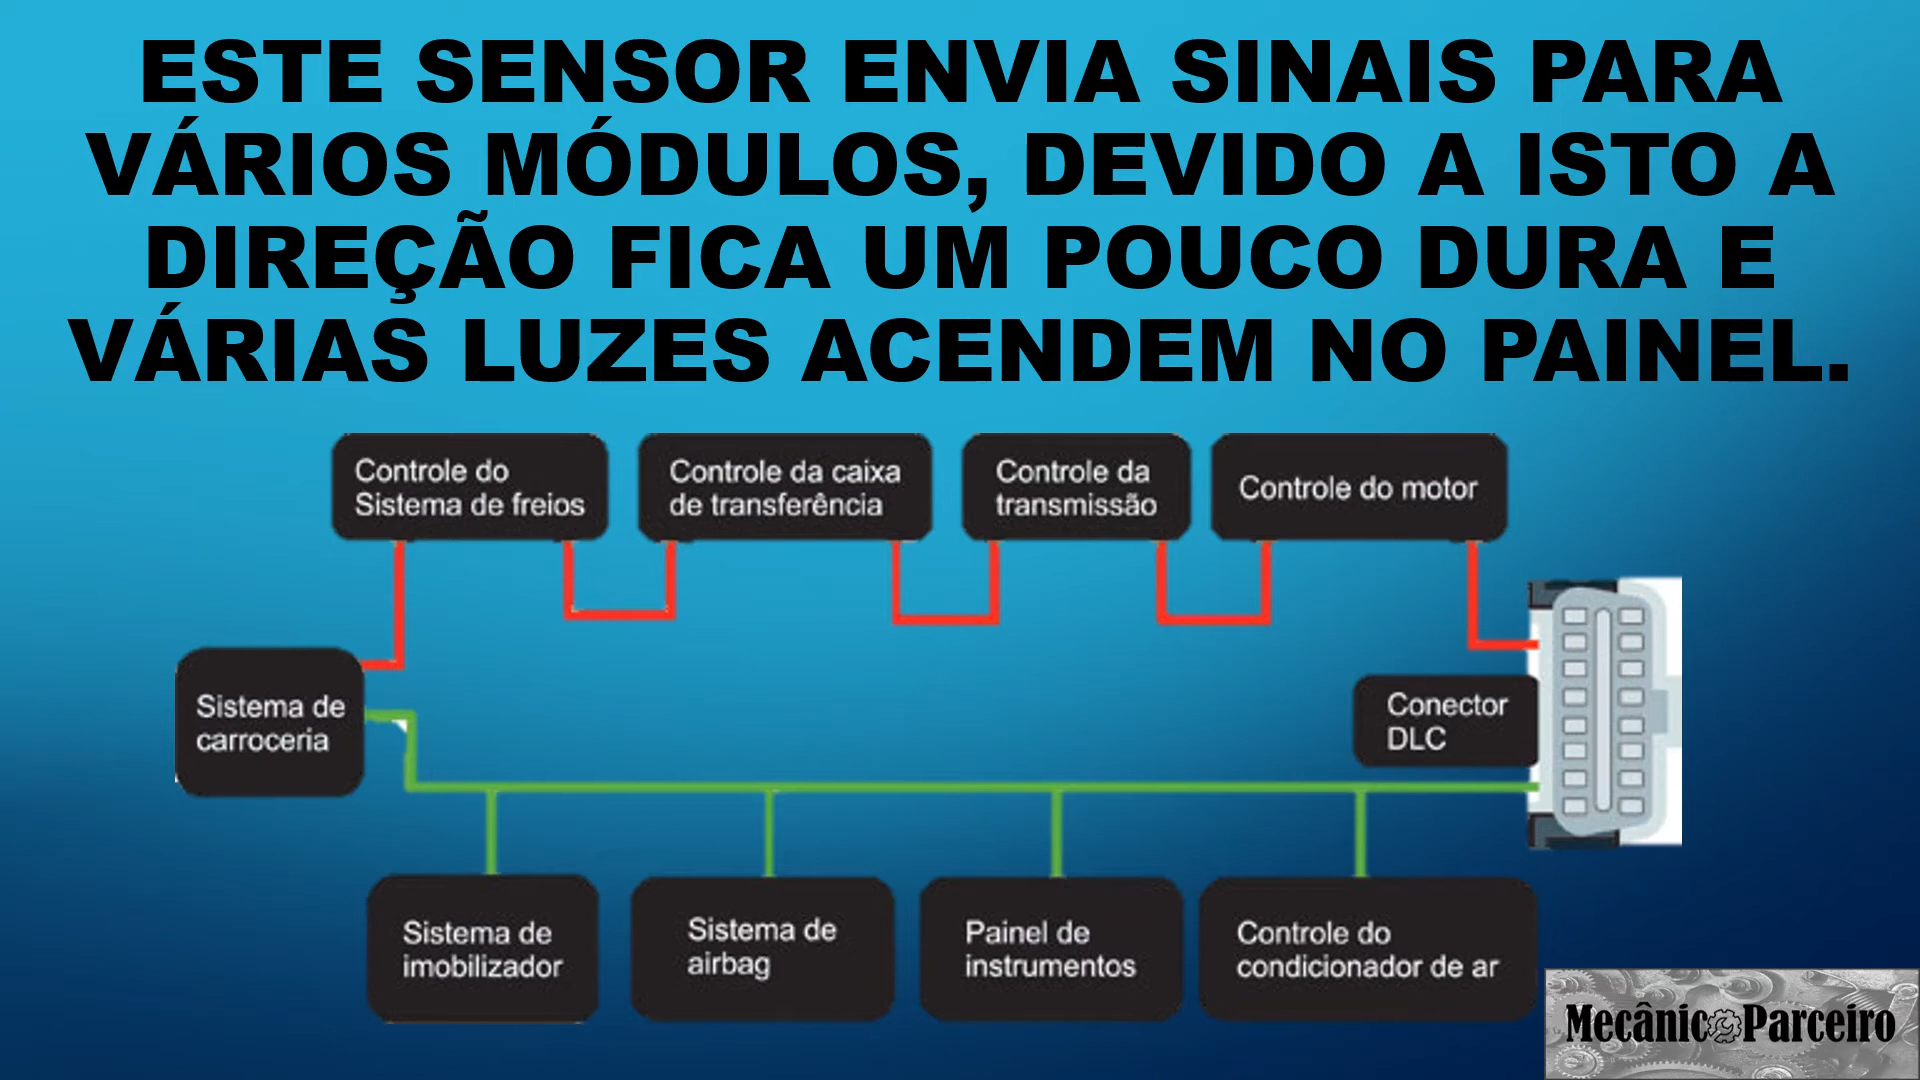 ESTE SENSOR ENVIA SINAIS PARA
VÁRIOS MÓDULOS, DEVIDO A ISTO A
DIREÇÃO FICA UM POUCO DURA E
VÁRIAS LUZES ACENDEM NO PAINEL.
Controle do
Sistema de freios
Controle da caixa
de transferência
Controle da
transmissão
Controle do motor
Sistema de
carroceria
Conector
DLC
Sistema de
imobilizador
Sistema de
airbag
Painel de
instrumentos
Controle do
condicionador de ar
Mecânico Parceiro